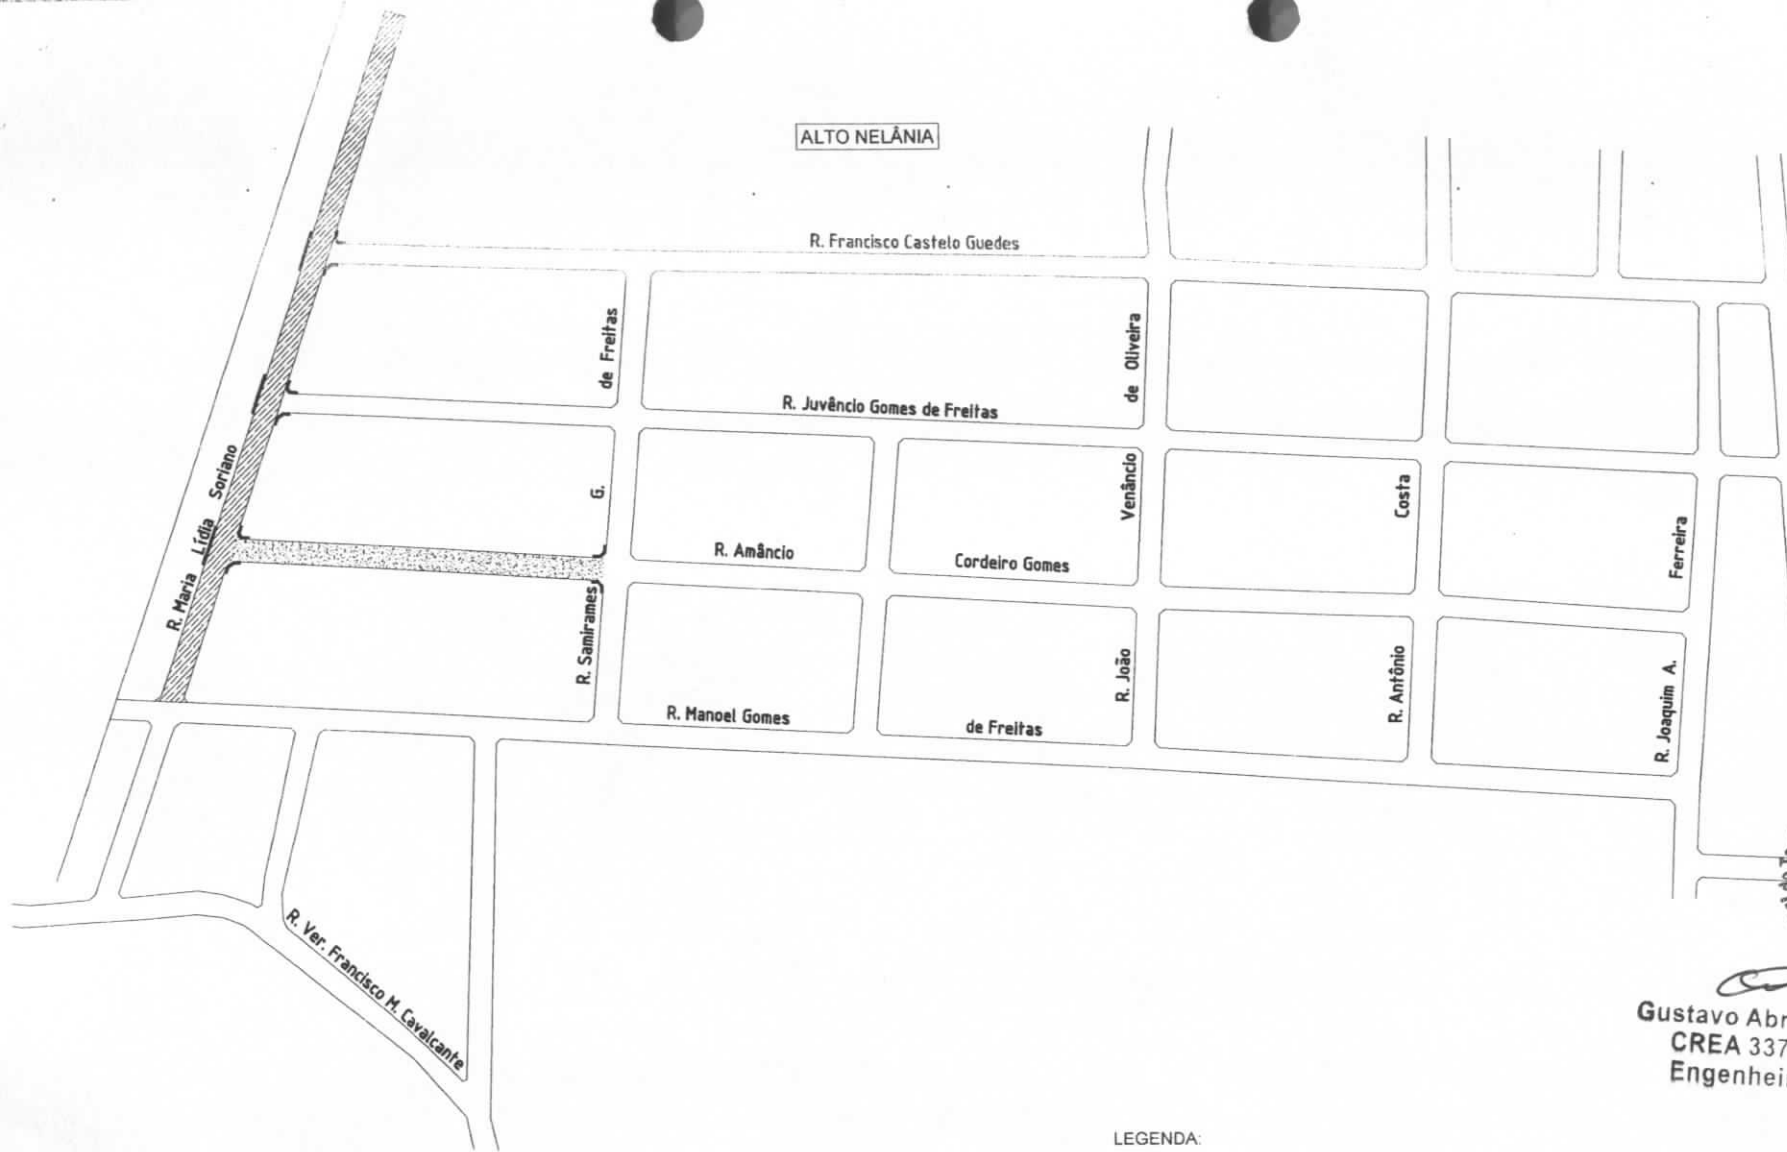 ALTO NELÂNIA
R. Francisco Castelo Guedes
R. Samirames G. de Freitas
R. João Venâncio de Oliveira
R. Juvêncio Gomes de Freitas
R. Maria Lídia Soriano
R. Antônio Costa
R. Joaquim A. Ferreira
R. Amâncio Cordeiro Gomes
R. Manoel Gomes de Freitas
R. Ver. Francisco M. Cavalcante
Gustavo Abr
CREA 337
Engenhei
LEGENDA: